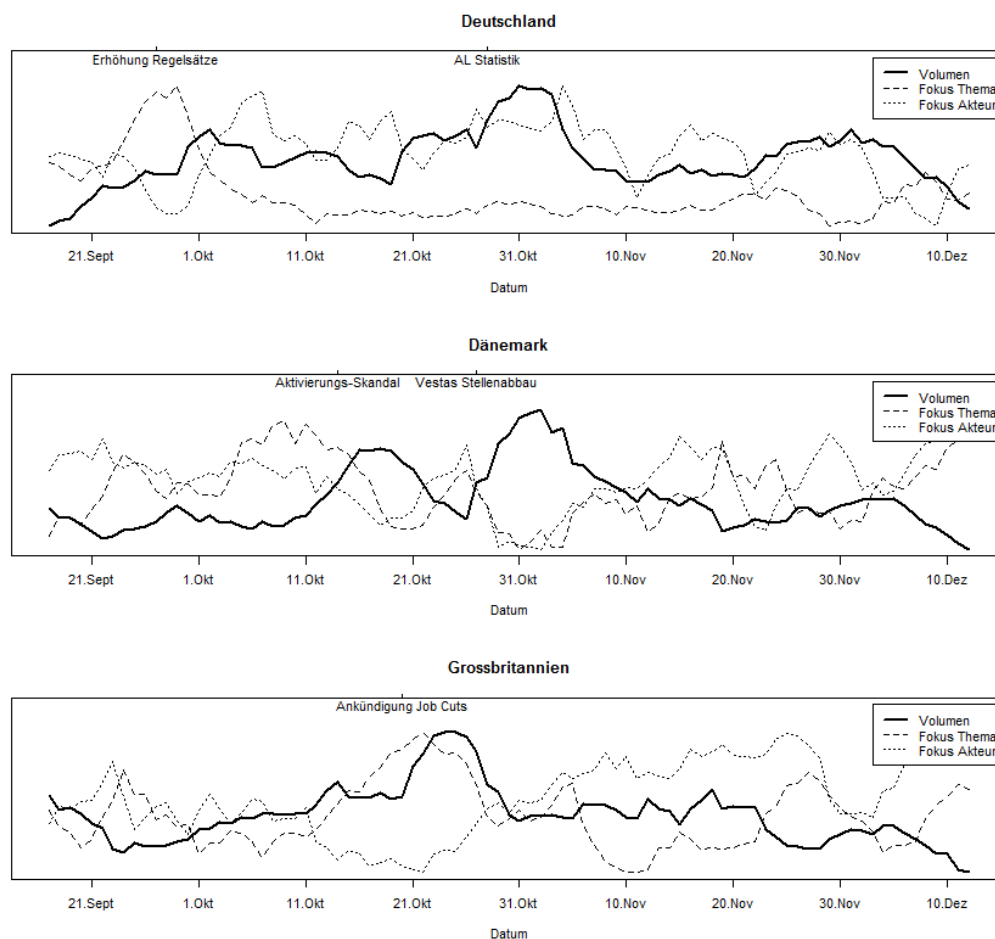 Deutschland
Erhöhung Regelsätze AL Statistik
Volumen
Fokus Thema
Fokus Akteur
21.Sept 1.Okt 11.Okt 21.Okt 31.Okt 10.Nov 20.Nov 30.Nov 10.Dez
Datum
Dänemark
Aktivierungs-Skandal Vestas Stellenabbau
Volumen
Fokus Thema
Fokus Akteur
21.Sept 1.Okt 11.Okt 21.Okt 31.Okt 10.Nov 20.Nov 30.Nov 10.Dez
Datum
Grossbritannien
Ankündigung Job Cuts
Volumen
Fokus Thema
Fokus Akteur
21.Sept 1.Okt 11.Okt 21.Okt 31.Okt 10.Nov 20.Nov 30.Nov 10.Dez
Datum